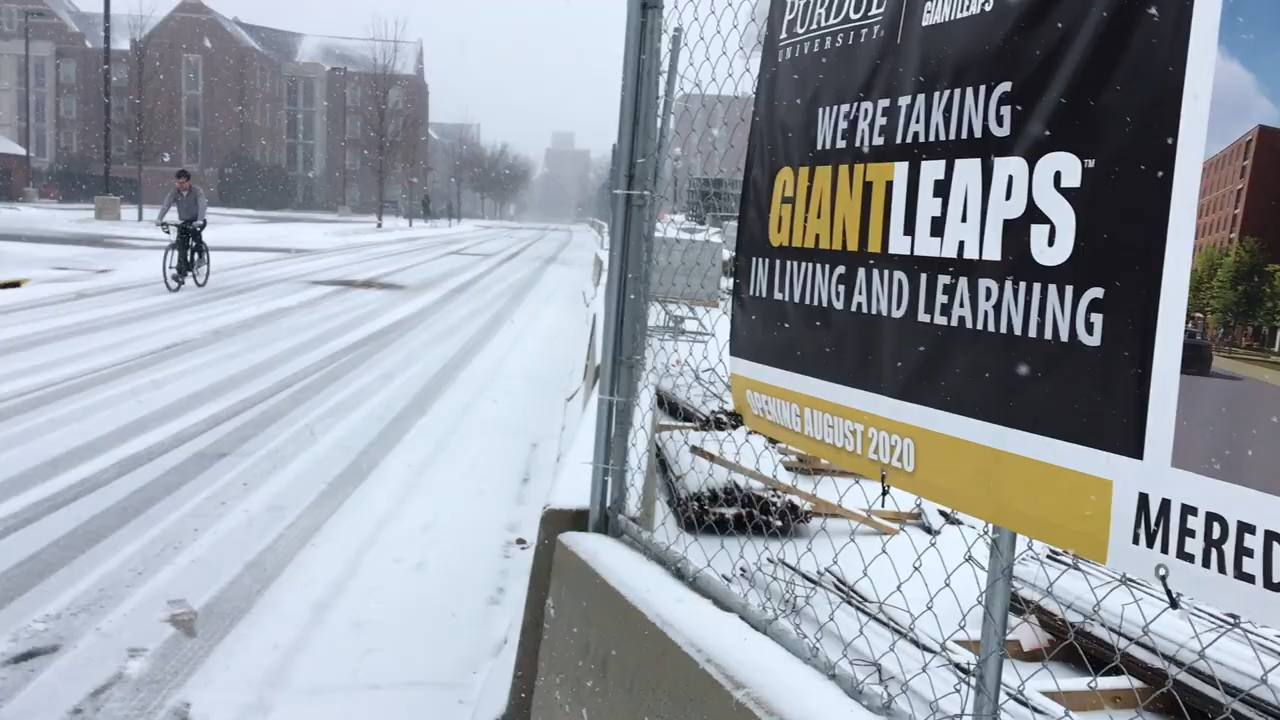 PURDUE
UNIVERSITY
GIANTLEAPS
WE'RE TAKING
GIANTLEAPS™
IN LIVING AND LEARNING
OPENING AUGUST 2020
MERED